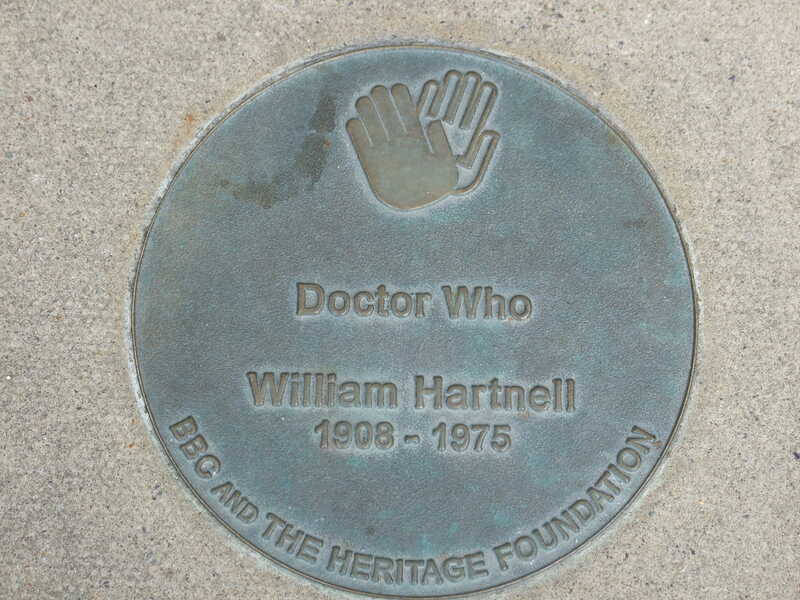 Doctor Who
William Hartnell
1908 - 1975
BBC AND THE HERITAGE FOUNDATION